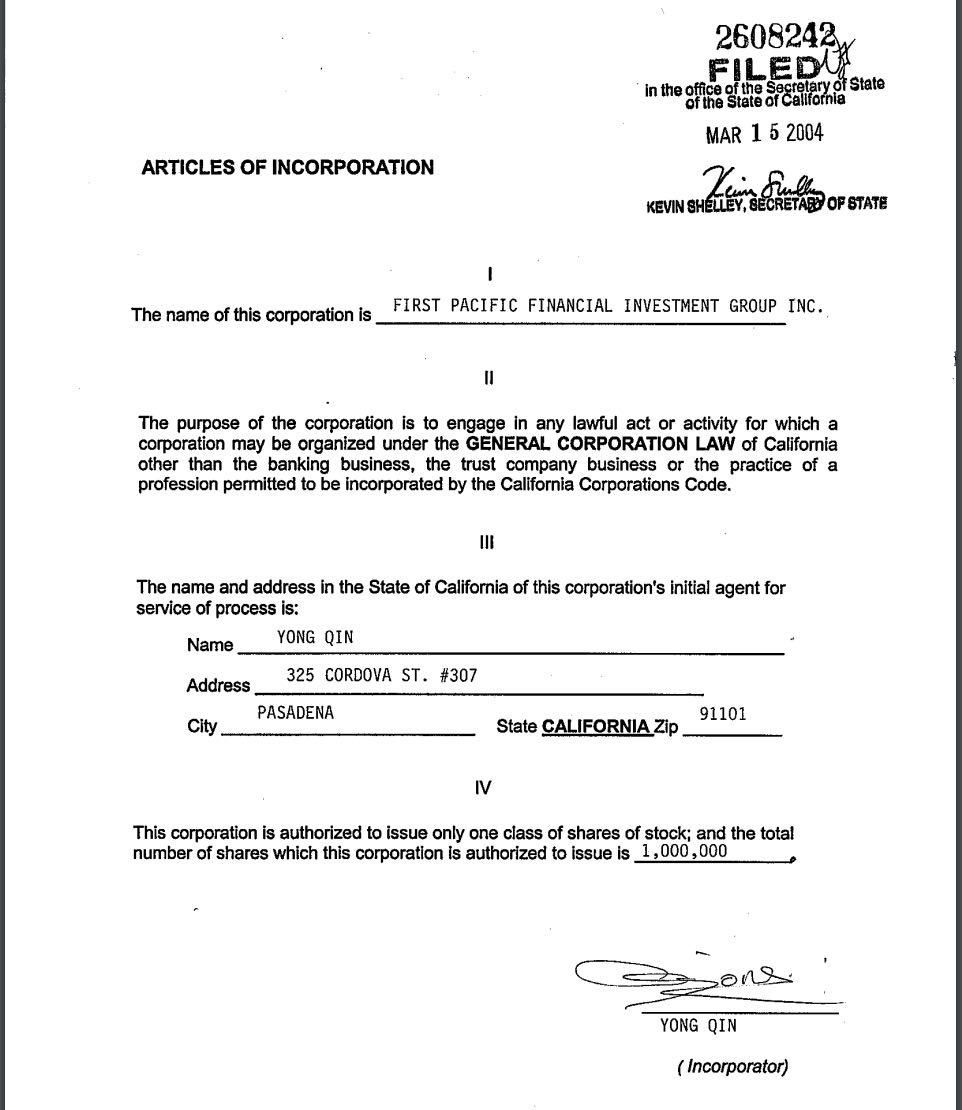 2608242
FILED
in the office of the Secretary of State
of the State of California
MAR 15 2004
ARTICLES OF INCORPORATION
Kevin Shelley
KEVIN SHELLEY, SECRETARY OF STATE
I
The name of this corporation is FIRST PACIFIC FINANCIAL INVESTMENT GROUP INC.
II
The purpose of the corporation is to engage in any lawful act or activity for which a
corporation may be organized under the GENERAL CORPORATION LAW of California
other than the banking business, the trust company business or the practice of a
profession permitted to be incorporated by the California Corporations Code.
III
The name and address in the State of California of this corporation's initial agent for
service of process is:
Name YONG QIN
Address 325 CORDOVA ST. #307
City PASADENA State CALIFORNIA Zip 91101
IV
This corporation is authorized to issue only one class of shares of stock; and the total
number of shares which this corporation is authorized to issue is 1,000,000.
YONG QIN
(Incorporator)